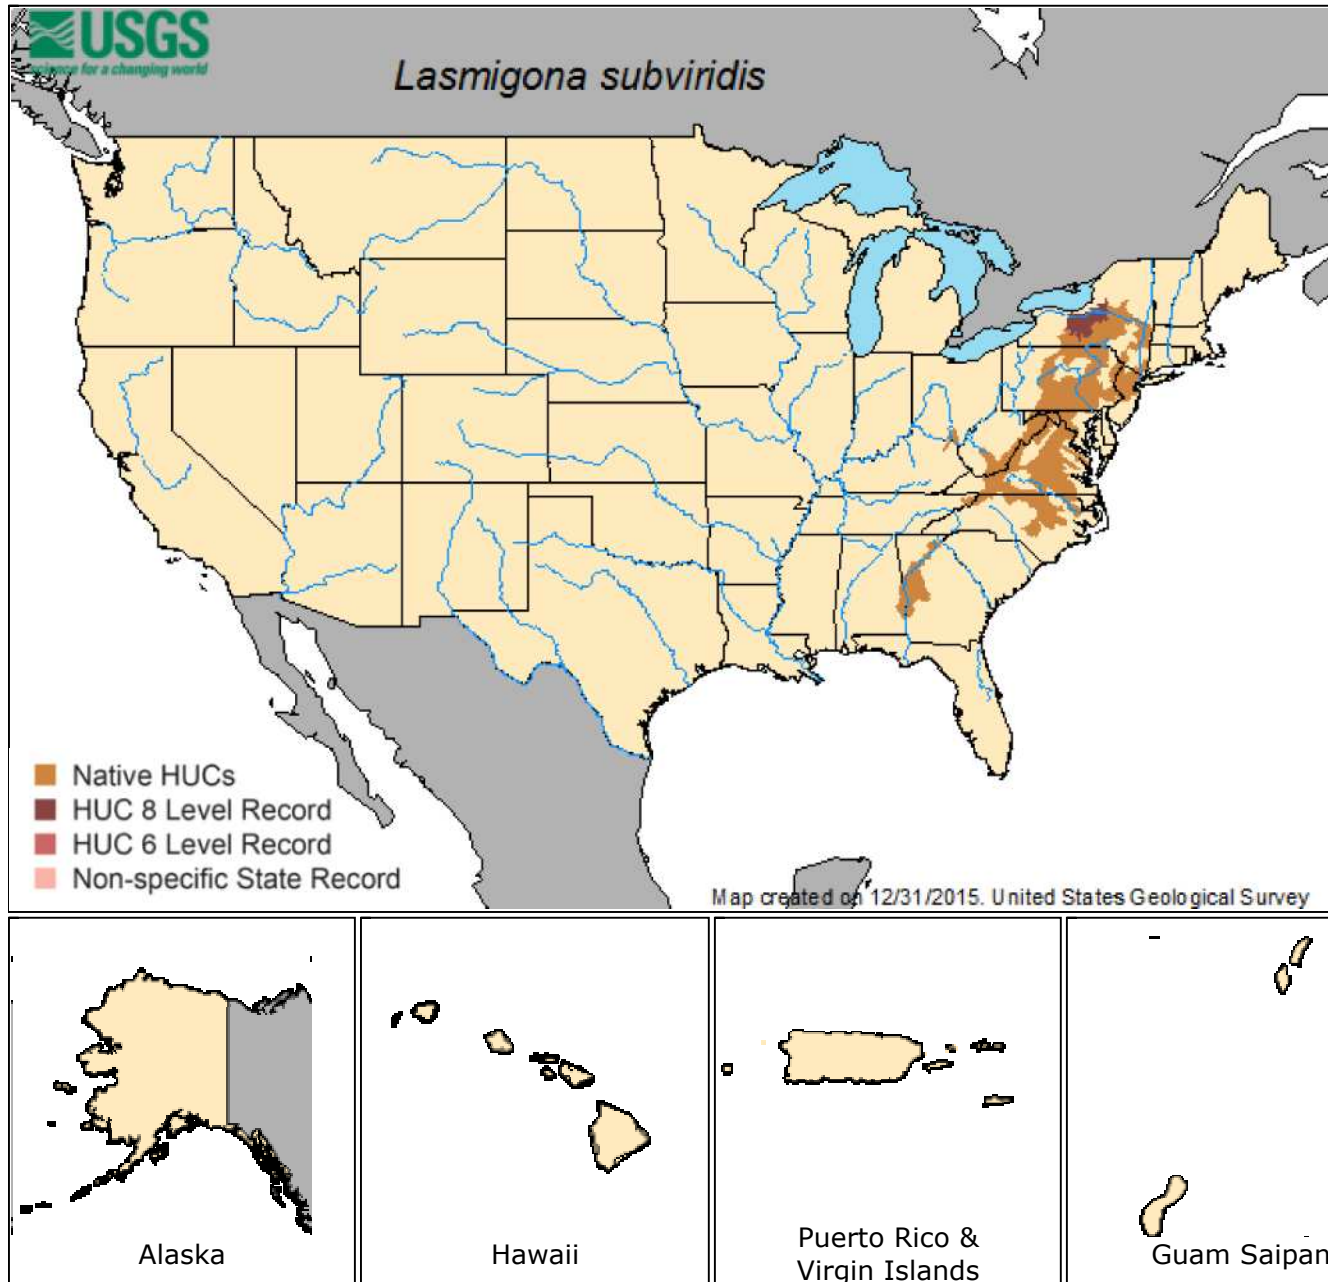 USGS
science for a changing world
Lasmigona subviridis
Native HUCs
HUC 8 Level Record
HUC 6 Level Record
Non-specific State Record
Map created on 12/31/2015. United States Geological Survey
Alaska
Hawaii
Puerto Rico &
Virgin Islands
Guam Saipan